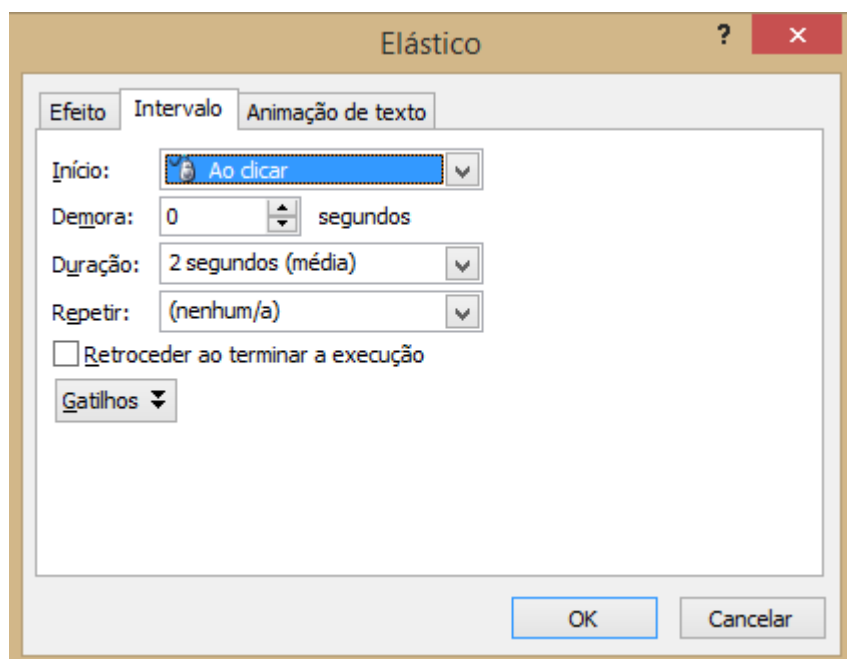 Elástico ? ×
Efeito Intervalo Animação de texto
Início: Ao clicar
Demora: 0 segundos
Duração: 2 segundos (média)
Repetir: (nenhum/a)
Retroceder ao terminar a execução
Gatilhos
OK Cancelar